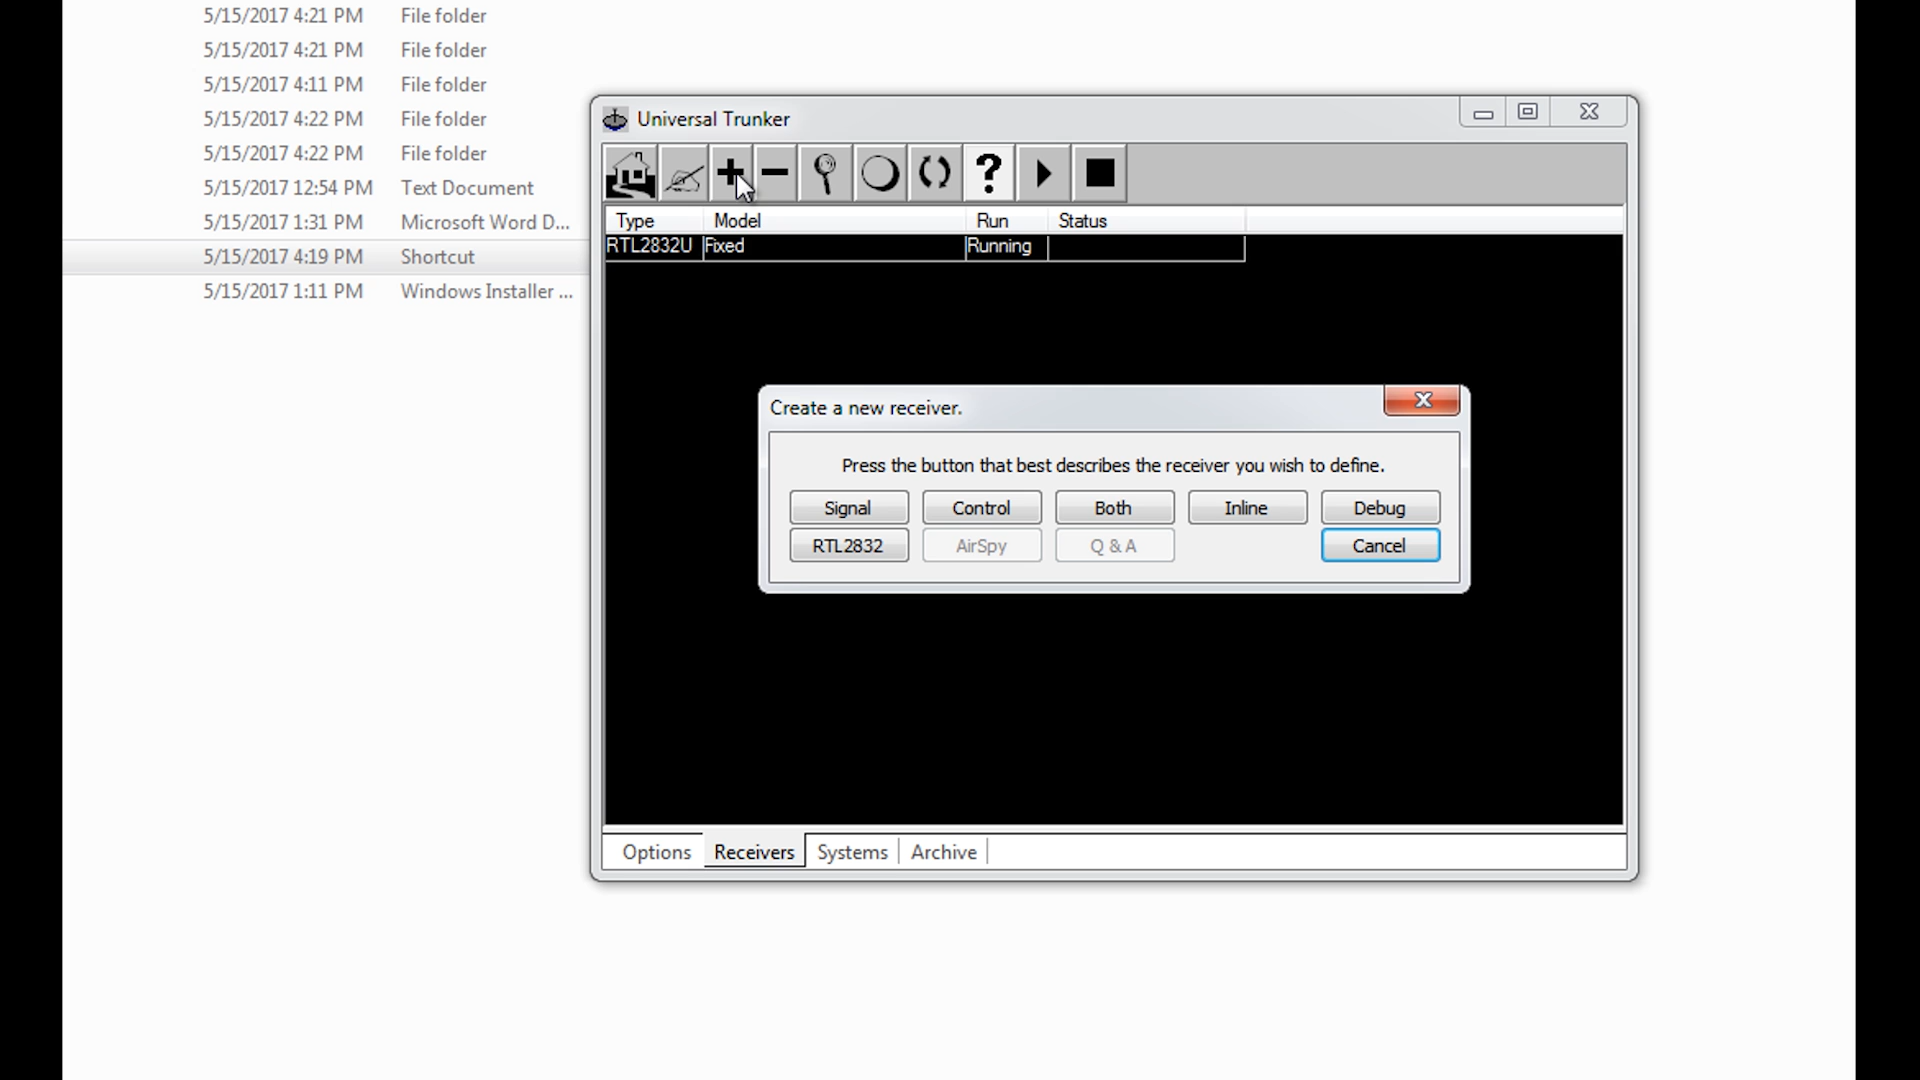 5/15/2017 4:21 PM File folder
5/15/2017 4:21 PM File folder
5/15/2017 4:11 PM File folder
5/15/2017 4:22 PM File folder
5/15/2017 4:22 PM File folder
5/15/2017 12:54 PM Text Document
5/15/2017 1:31 PM Microsoft Word D...
5/15/2017 4:19 PM Shortcut
5/15/2017 1:11 PM Windows Installer ...
Universal Trunker
?
Type Model Run Status
RTL2832U Fixed Running
Create a new receiver.
Press the button that best describes the receiver you wish to define.
Signal Control Both Inline Debug
RTL2832 AirSpy Q & A Cancel
Options Receivers Systems Archive